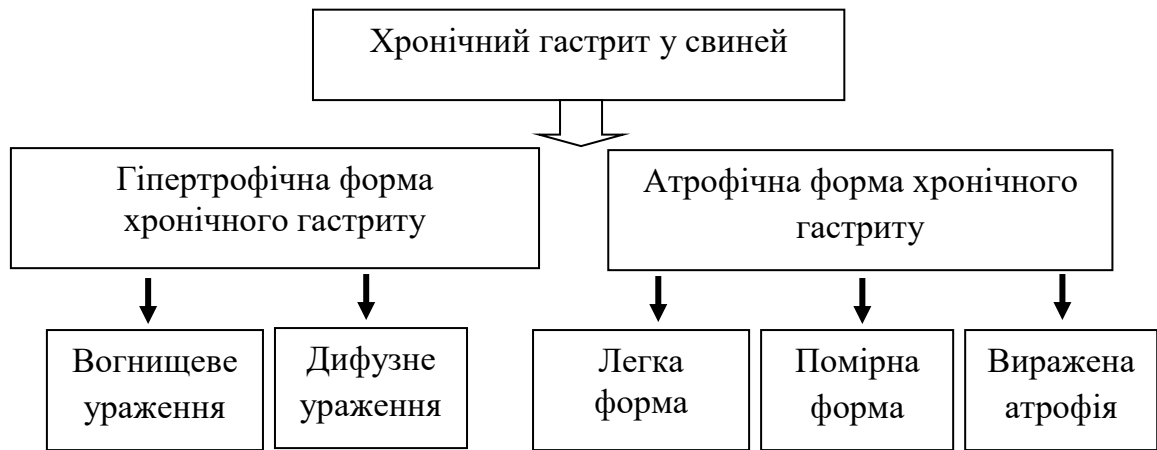 Хронічний гастрит у свиней
Гіпертрофічна форма
хронічного гастриту
Атрофічна форма хронічного
гастриту
Вогнищеве
ураження
Дифузне
ураження
Легка
форма
Помірна
форма
Виражена
атрофія